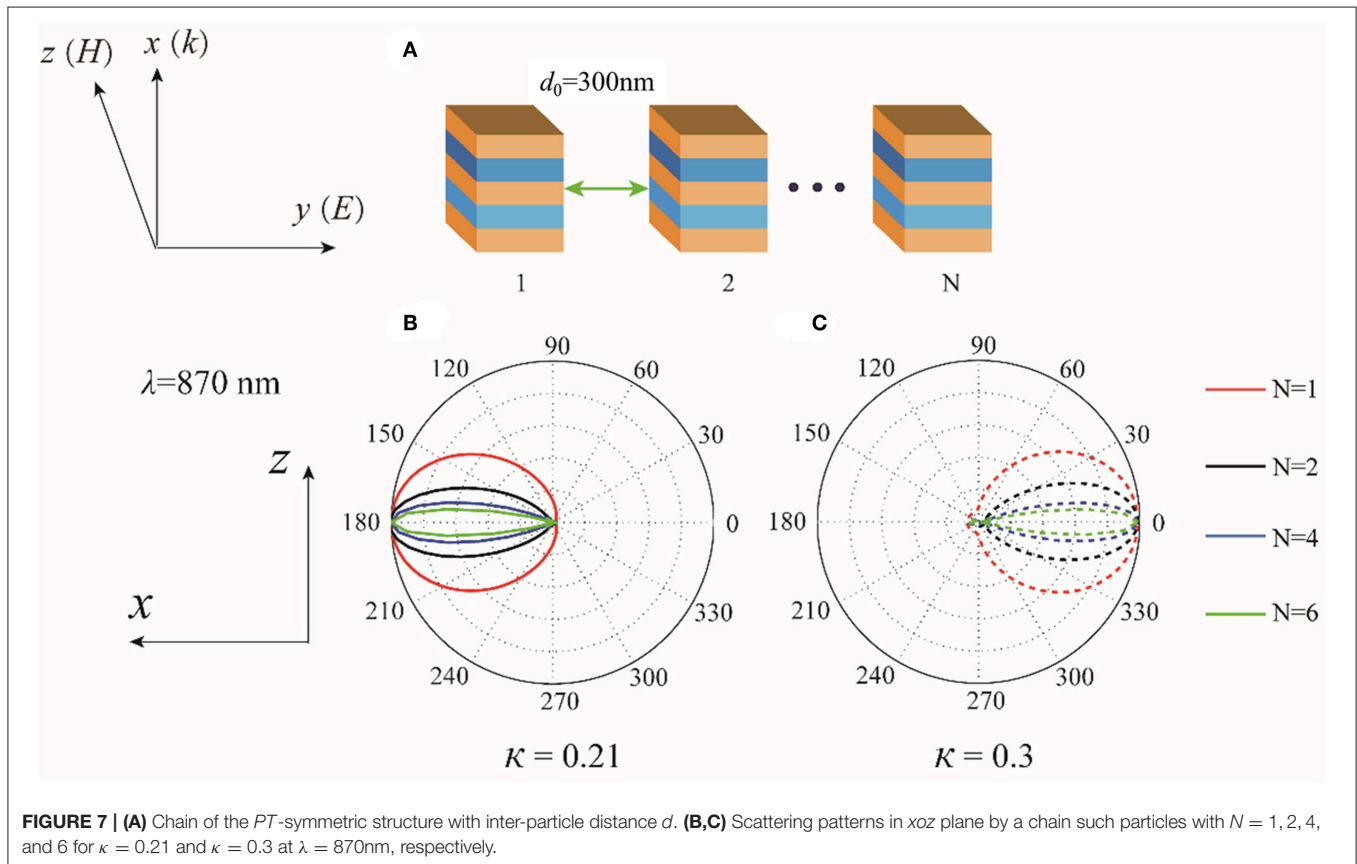 z (H)
x (k)
y (E)
A
d₀=300nm
1
2
N
λ=870 nm
z
x
B
90
120
60
150
30
180
0
210
330
240
300
270
κ = 0.21
C
90
120
60
150
30
180
0
210
330
240
300
270
κ = 0.3
N=1
N=2
N=4
N=6
FIGURE 7 | (A) Chain of the PT-symmetric structure with inter-particle distance d. (B,C) Scattering patterns in xoz plane by a chain such particles with N = 1, 2, 4,
and 6 for κ = 0.21 and κ = 0.3 at λ = 870nm, respectively.